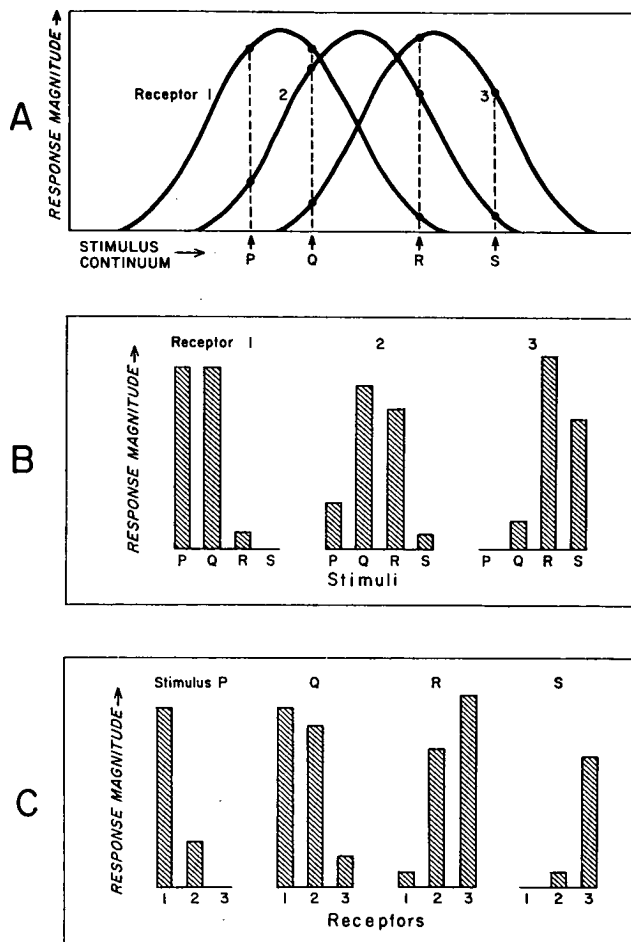 A
RESPONSE MAGNITUDE →
Receptor 1 2 3
STIMULUS CONTINUUM →
P Q R S
B
RESPONSE MAGNITUDE →
Receptor 1 2 3
P Q R S P Q R S P Q R S
Stimuli
C
RESPONSE MAGNITUDE →
Stimulus P Q R S
1 2 3 1 2 3 1 2 3 1 2 3
Receptors